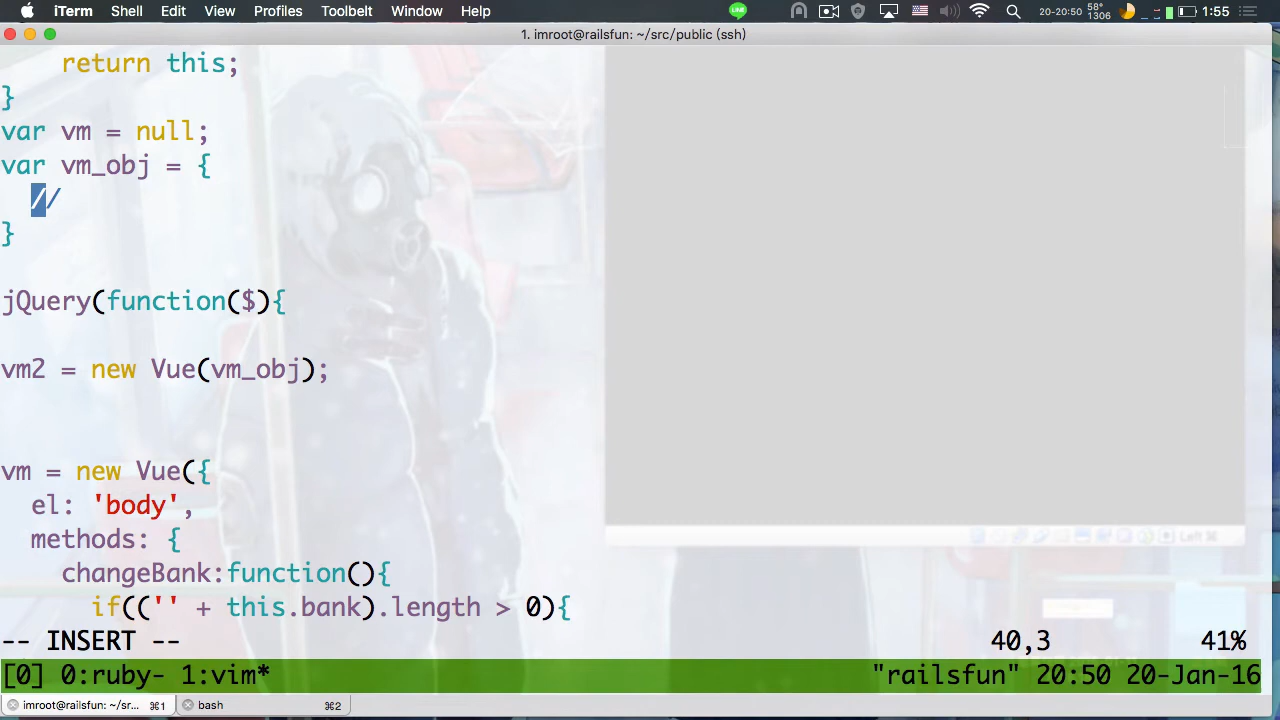 iTerm Shell Edit View Profiles Toolbelt Window Help LINE 20-20:50 58° 1306 1:55
1. imroot@railsfun: ~/src/public (ssh)
    return this;
}
var vm = null;
var vm_obj = {
  //
}
jQuery(function($){
vm2 = new Vue(vm_obj);
vm = new Vue({
  el: 'body',
  methods: {
    changeBank:function(){
      if(('' + this.bank).length > 0){
-- INSERT -- 40,3 41%
[0] 0:ruby- 1:vim* "railsfun" 20:50 20-Jan-16
imroot@railsfun: ~/sr... ⌘1 bash ⌘2
Left ⌘